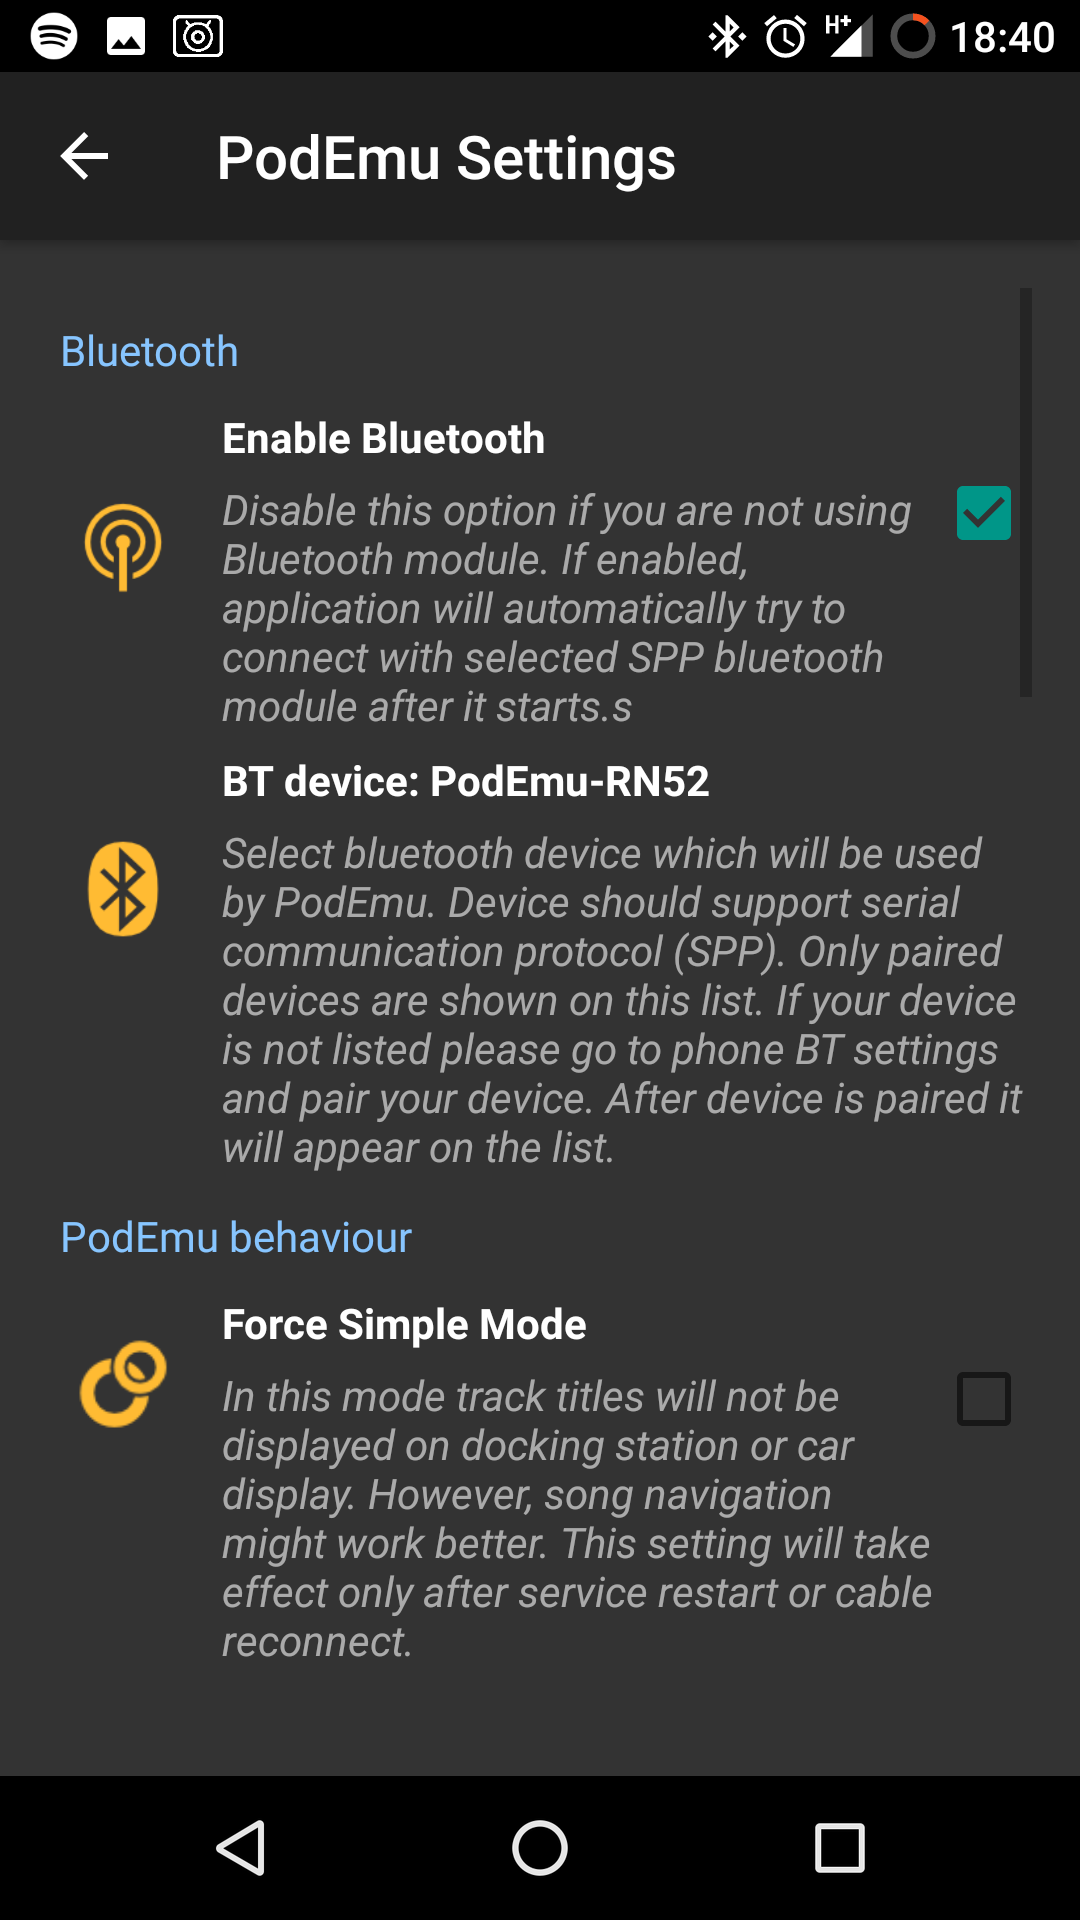 H+ 18:40
PodEmu Settings
Bluetooth
Enable Bluetooth
Disable this option if you are not using
Bluetooth module. If enabled,
application will automatically try to
connect with selected SPP bluetooth
module after it starts.s
BT device: PodEmu-RN52
Select bluetooth device which will be used
by PodEmu. Device should support serial
communication protocol (SPP). Only paired
devices are shown on this list. If your device
is not listed please go to phone BT settings
and pair your device. After device is paired it
will appear on the list.
PodEmu behaviour
Force Simple Mode
In this mode track titles will not be
displayed on docking station or car
display. However, song navigation
might work better. This setting will take
effect only after service restart or cable
reconnect.